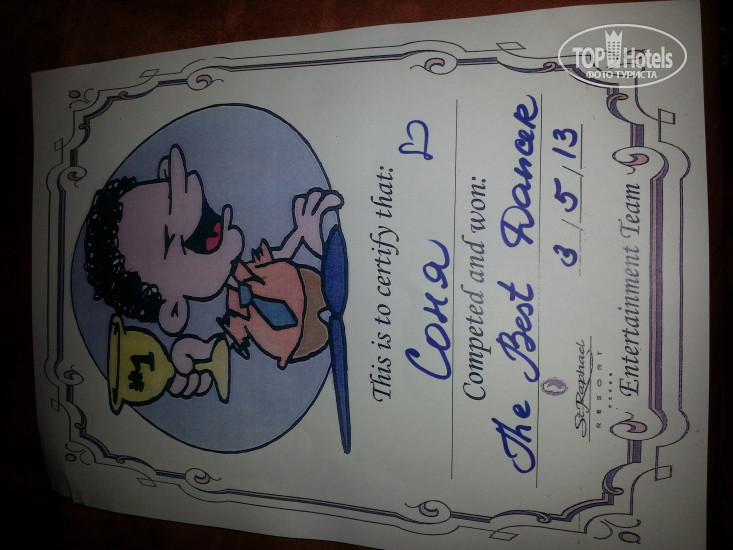 TOP Hotels
ФОТО ТУРИСТА
#1
This is to certify that:
Соня
Competed and won:
The Best Dancer
3 / 5 / 13
St Raphael
RESORT
Entertainment Team